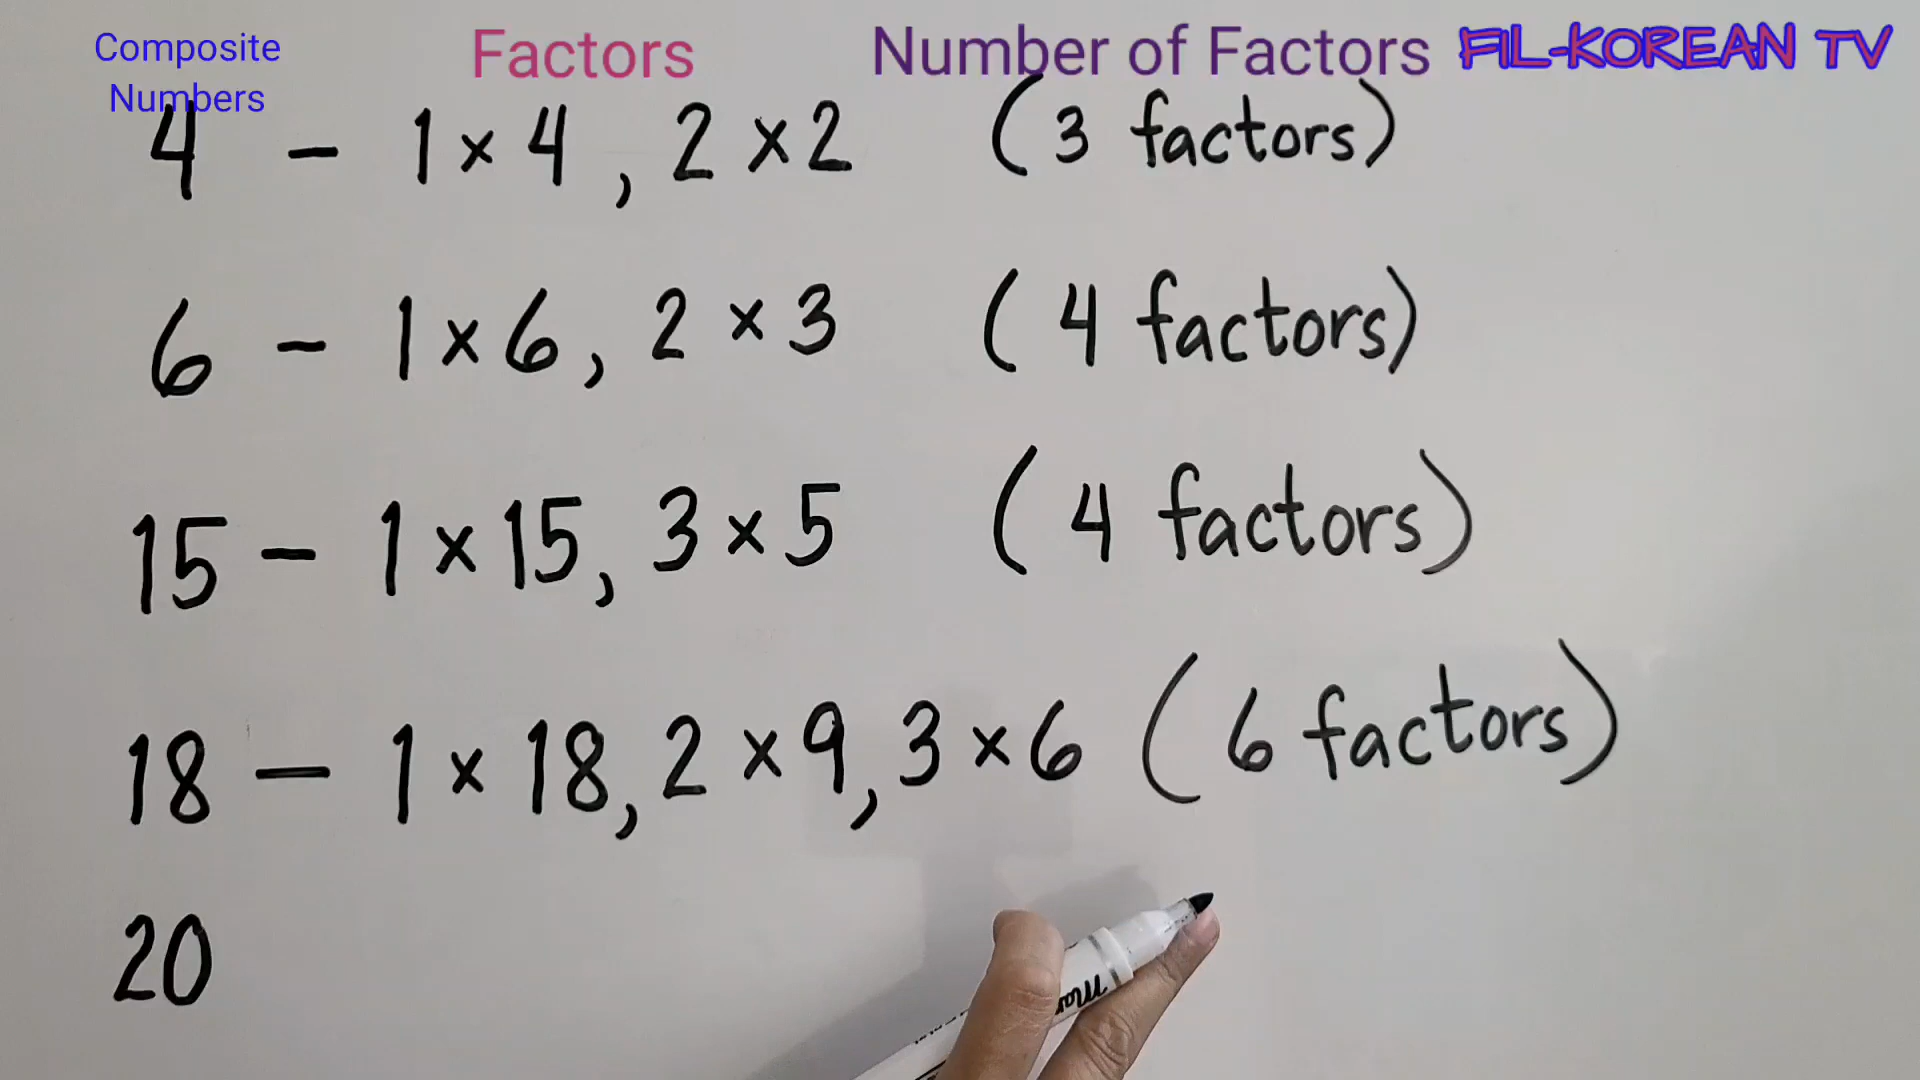 Composite Numbers Factors Number of Factors FIL-KOREAN TV
4 - 1 × 4 , 2 × 2 (3 factors)
6 - 1 × 6, 2 × 3 (4 factors)
15 - 1 × 15, 3 × 5 (4 factors)
18 - 1 × 18, 2 × 9, 3 × 6 (6 factors)
20